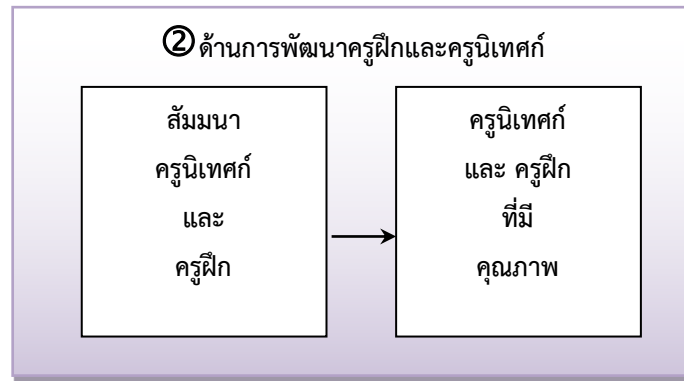 ② ด้านการพัฒนาครูฝึกและครูนิเทศก์
สัมมนา
ครูนิเทศก์
และ
ครูฝึก
ครูนิเทศก์
และ ครูฝึก
ที่มี
คุณภาพ